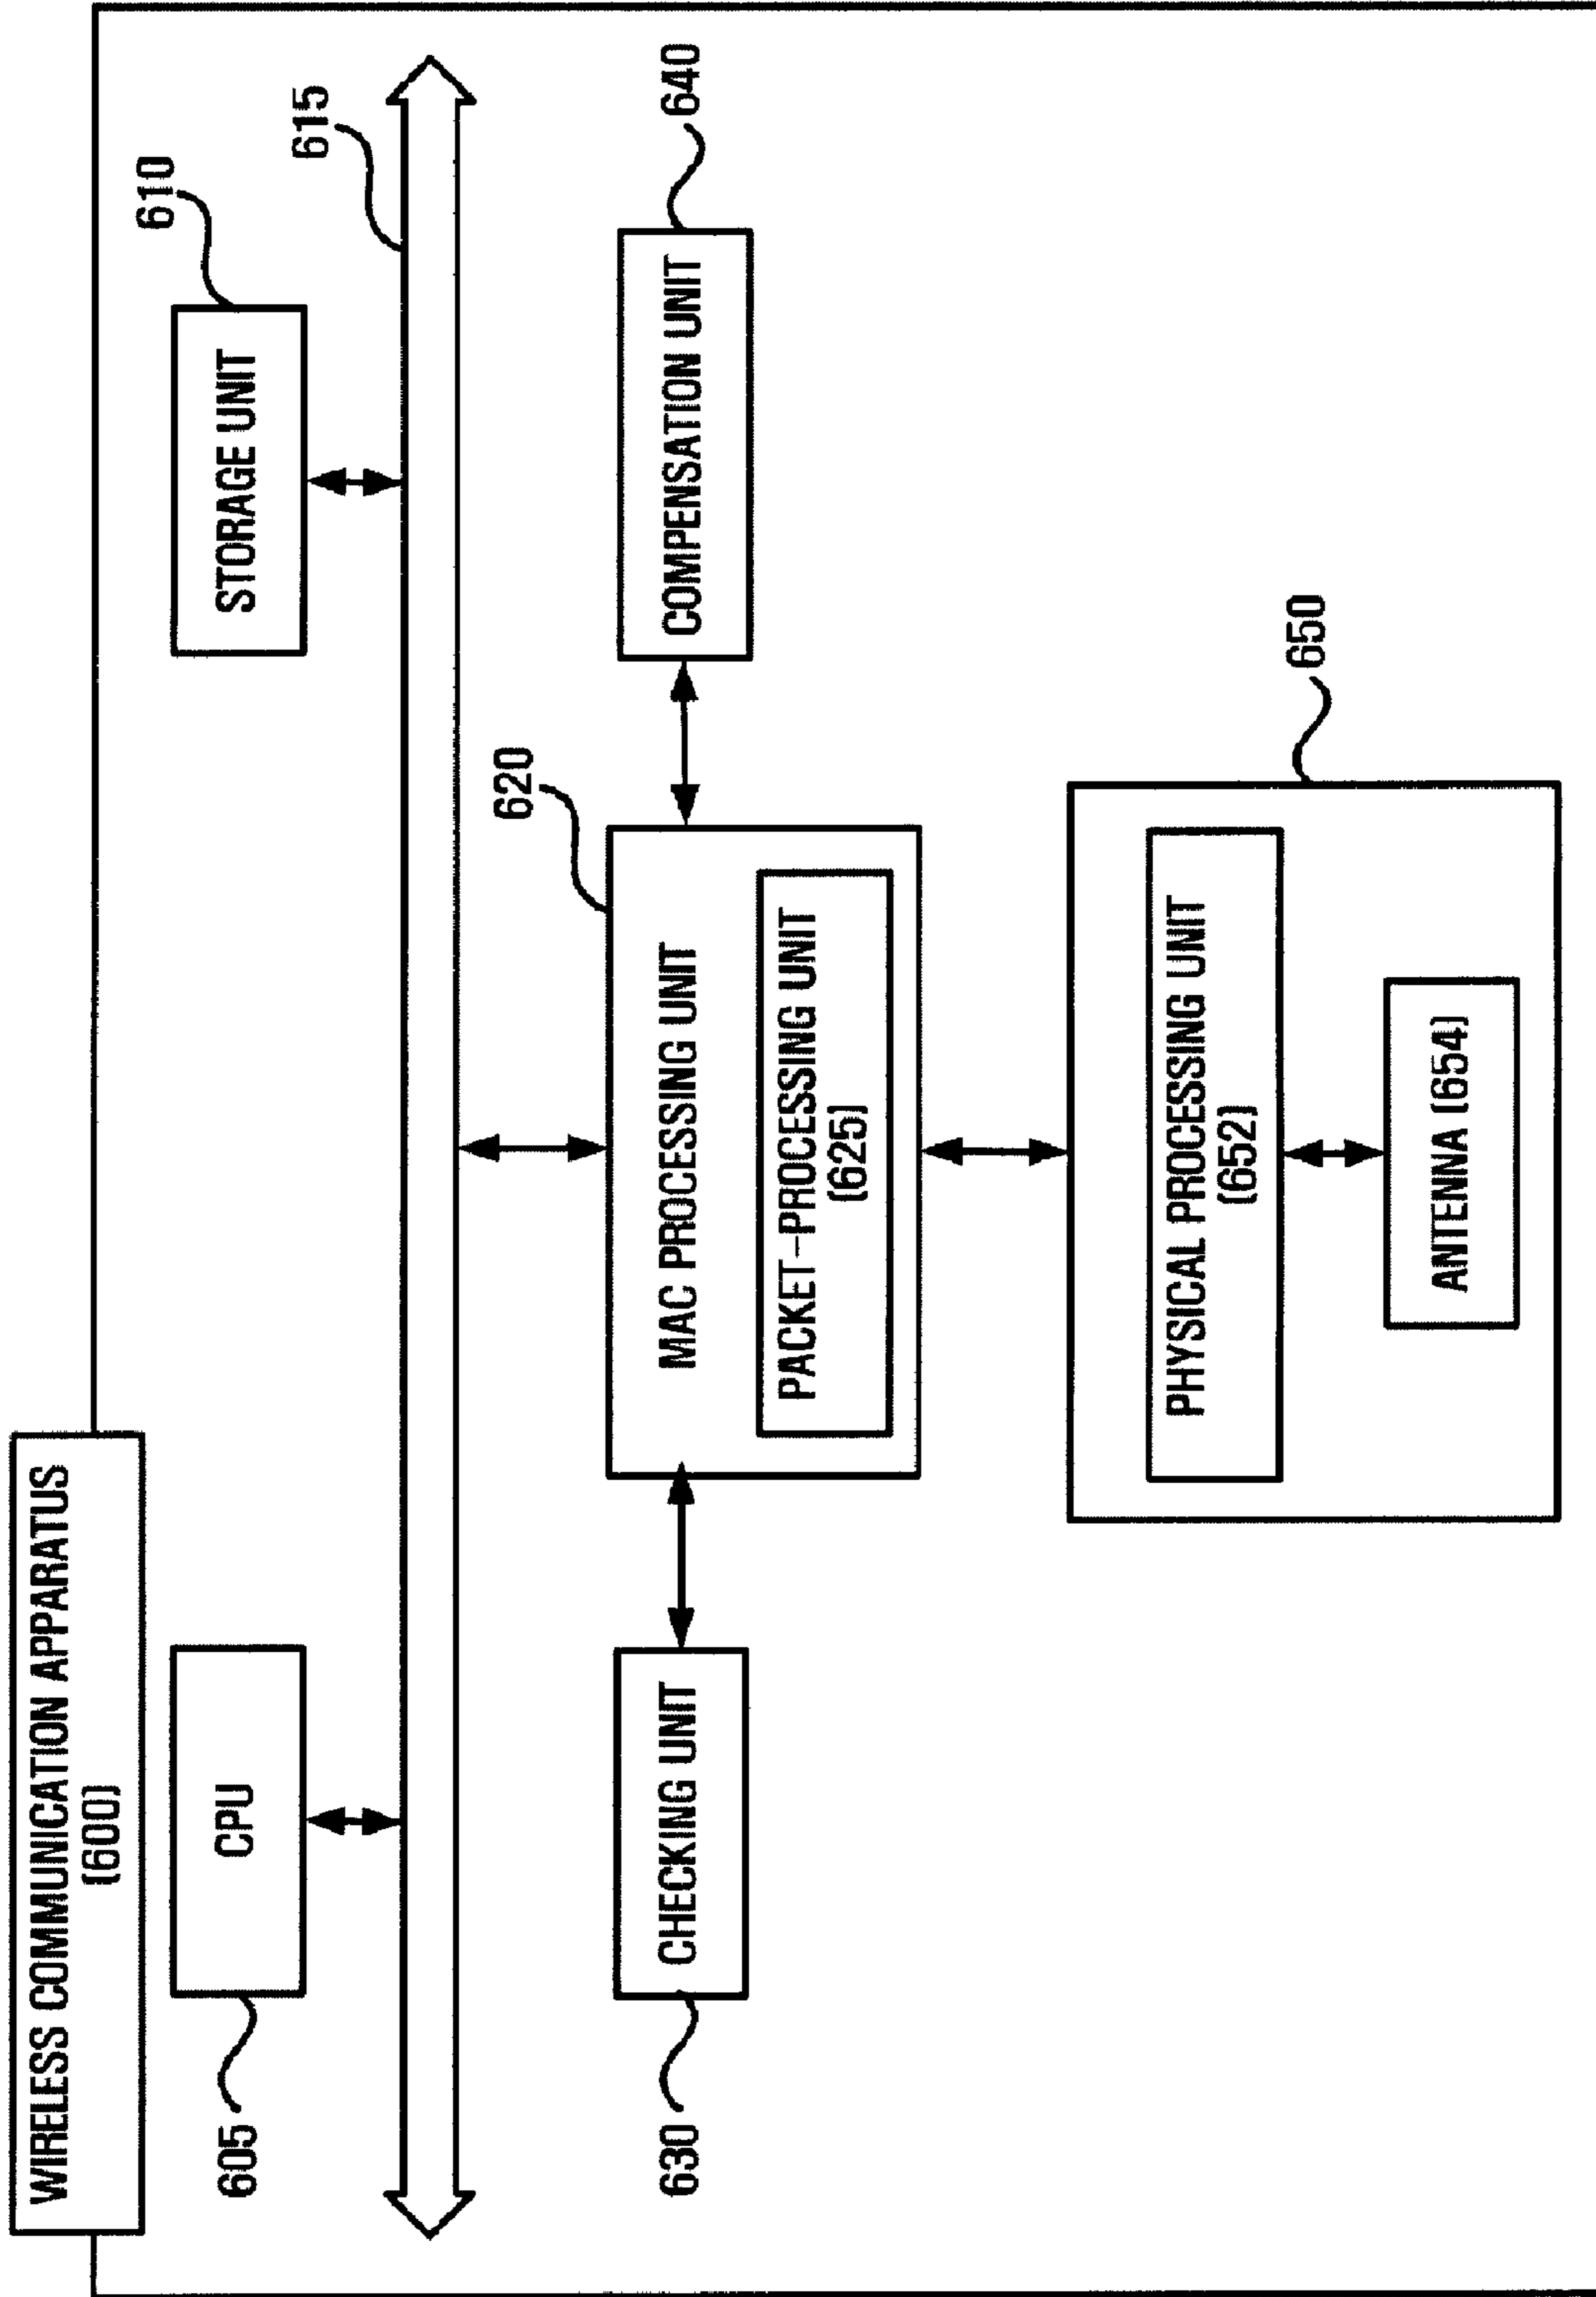 WIRELESS COMMUNICATION APPARATUS
(600)
610
CPU
STORAGE UNIT
605
615
620
MAC PROCESSING UNIT
CHECKING UNIT
COMPENSATION UNIT
630
640
PACKET-PROCESSING UNIT
(625)
650
PHYSICAL PROCESSING UNIT
(652)
ANTENNA (654)